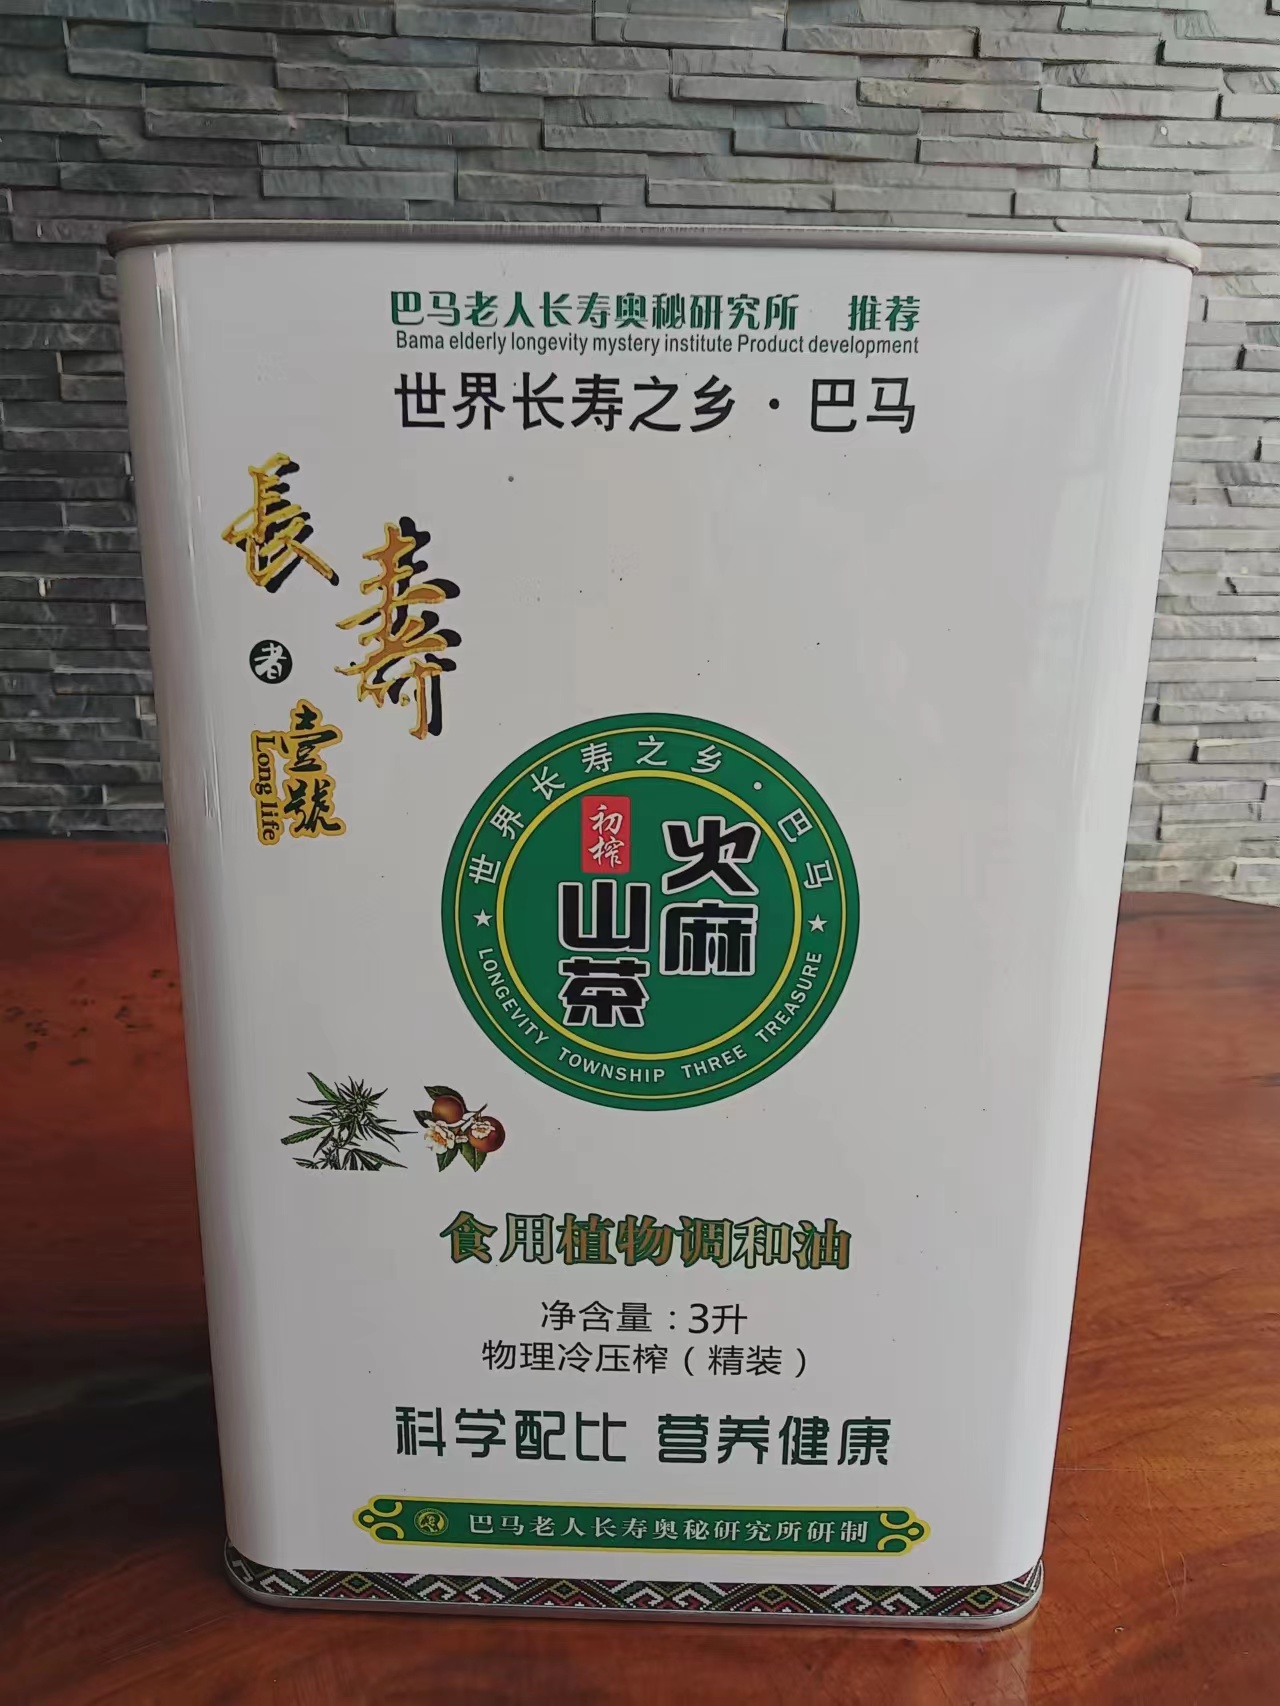 巴马老人长寿奥秘研究所 推荐
Bama elderly longevity mystery institute Product development
世界长寿之乡·巴马
長壽
者
壹號
Long life
世界长寿之乡·巴马
初榨
火麻
山茶
LONGEVITY TOWNSHIP THREE TREASURE
食用植物调和油
净含量：3升
物理冷压榨（精装）
科学配比 营养健康
巴马老人长寿奥秘研究所研制